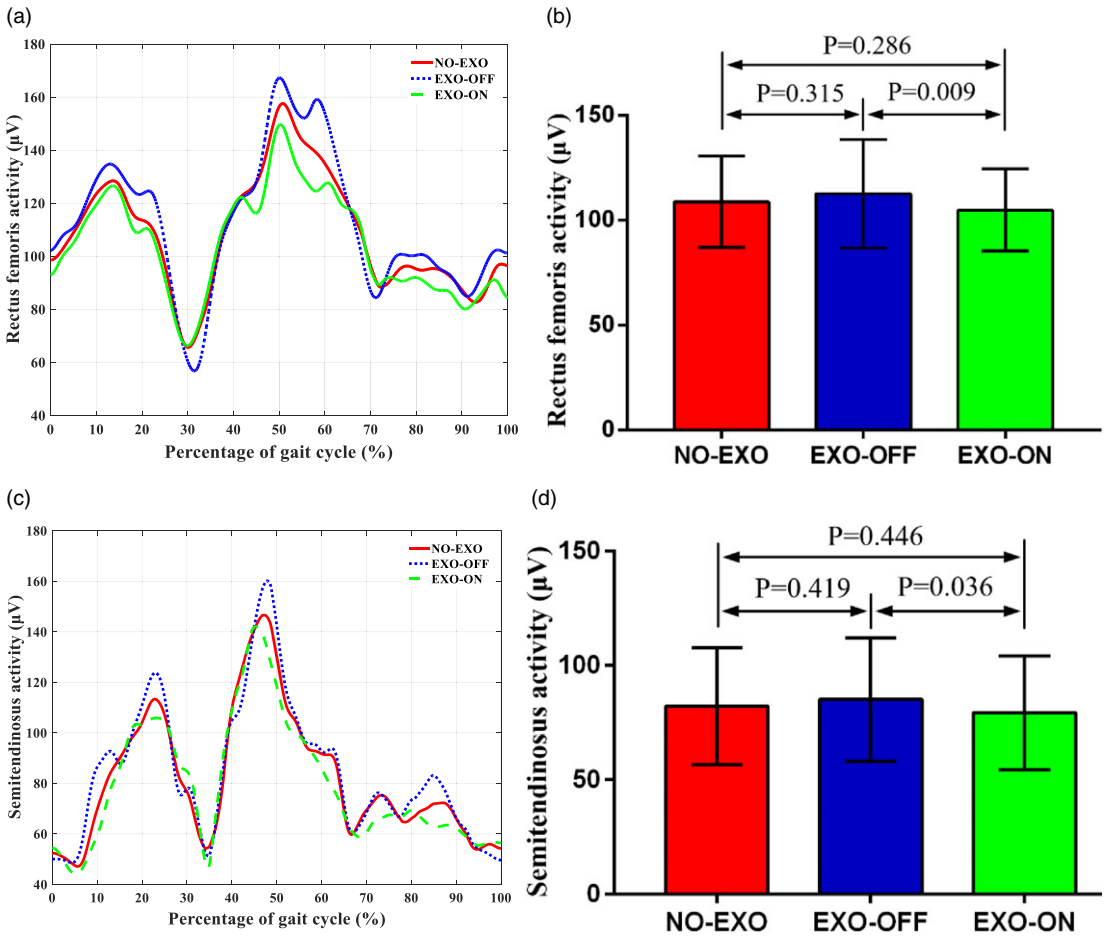 (a)
180
160
140
120
100
80
60
40
0
10
20
30
40
50
60
70
80
90
100
Rectus femoris activity (μV)
Percentage of gait cycle (%)
NO-EXO
EXO-OFF
EXO-ON
(b)
P=0.286
P=0.315
P=0.009
150
100
50
0
Rectus femoris activity (μV)
NO-EXO
EXO-OFF
EXO-ON
(c)
180
160
140
120
100
80
60
40
0
10
20
30
40
50
60
70
80
90
100
Semitendinosus activity (μV)
Percentage of gait cycle (%)
NO-EXO
EXO-OFF
EXO-ON
(d)
P=0.446
P=0.419
P=0.036
150
100
50
0
Semitendinosus activity (μV)
NO-EXO
EXO-OFF
EXO-ON